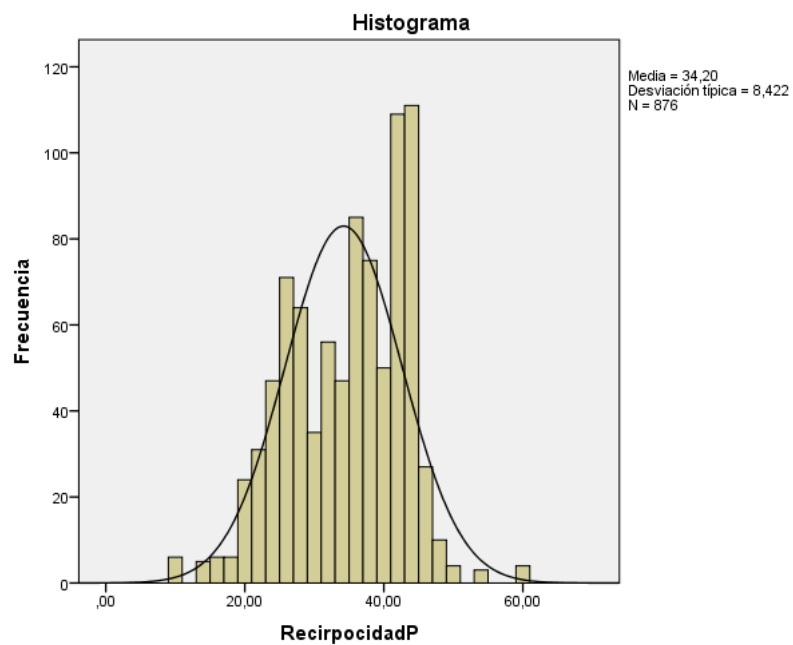 Histograma
Media = 34,20
Desviación típica = 8,422
N = 876
120
100
80
60
40
20
0
Frecuencia
,00 20,00 40,00 60,00
RecirpocidadP